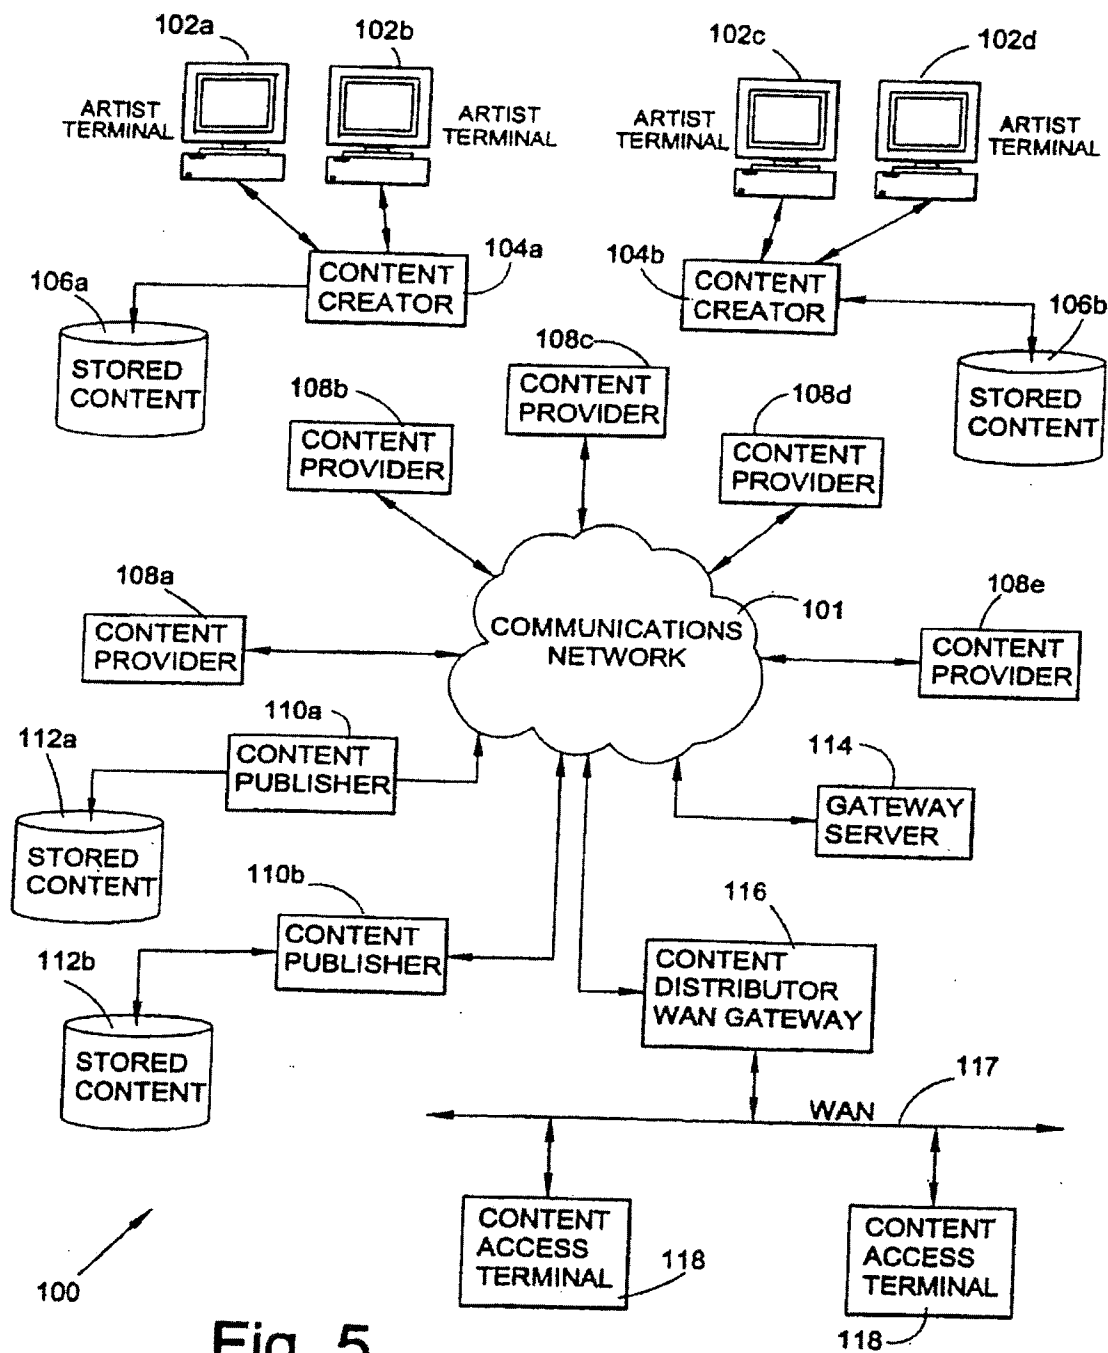 102a
102b
102c
102d
ARTIST
TERMINAL
ARTIST
TERMINAL
ARTIST
TERMINAL
ARTIST
TERMINAL
104a
CONTENT
CREATOR
104b
CONTENT
CREATOR
106a
STORED
CONTENT
106b
STORED
CONTENT
108c
CONTENT
PROVIDER
108b
CONTENT
PROVIDER
108d
CONTENT
PROVIDER
108a
CONTENT
PROVIDER
COMMUNICATIONS
NETWORK
101
108e
CONTENT
PROVIDER
110a
CONTENT
PUBLISHER
112a
STORED
CONTENT
114
GATEWAY
SERVER
110b
CONTENT
PUBLISHER
112b
STORED
CONTENT
116
CONTENT
DISTRIBUTOR
WAN GATEWAY
117
WAN
CONTENT
ACCESS
TERMINAL
118
CONTENT
ACCESS
TERMINAL
118
100
Fig. 5